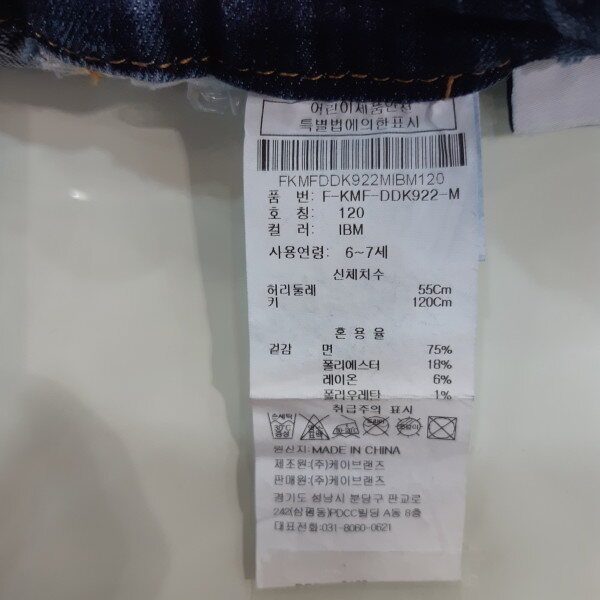 어린이제품안전
특별법에의한표시
FKMFDDK922MIBM120
품 번: F-KMF-DDK922-M
호 칭: 120
컬 러: IBM
사용연령: 6~7세
신체치수
허리둘레 55Cm
키 120Cm
혼 용 율
겉감 면 75%
폴리에스터 18%
레이온 6%
폴리우레탄 1%
취급주의 표시
원산지: MADE IN CHINA
제조원:(주)케이브랜즈
판매원:(주)케이브랜즈
경기도 성남시 분당구 판교로
242(삼평동)PDCC빌딩 A동 6층
대표전화:031-8060-0621